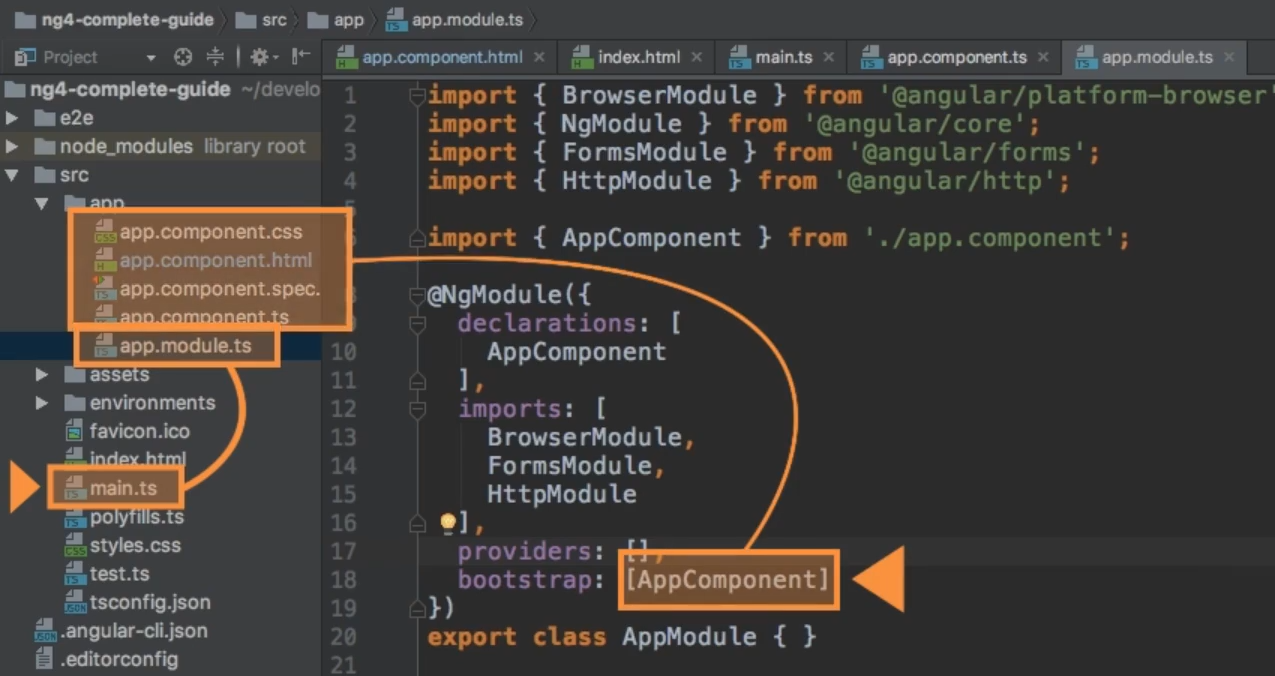 ng4-complete-guide src app app.module.ts
Project app.component.html index.html main.ts app.component.ts app.module.ts
ng4-complete-guide ~/develo
e2e
node_modules library root
src
app
app.component.css
app.component.html
app.component.spec.
app.component.ts
app.module.ts
assets
environments
favicon.ico
index.html
main.ts
polyfills.ts
styles.css
test.ts
tsconfig.json
.angular-cli.json
.editorconfig
1 import { BrowserModule } from '@angular/platform-browser'
2 import { NgModule } from '@angular/core';
3 import { FormsModule } from '@angular/forms';
4 import { HttpModule } from '@angular/http';
5
6 import { AppComponent } from './app.component';
8 @NgModule({
9 declarations: [
10 AppComponent
11 ],
12 imports: [
13 BrowserModule,
14 FormsModule,
15 HttpModule
16 ],
17 providers: [],
18 bootstrap: [AppComponent]
19 })
20 export class AppModule { }
21